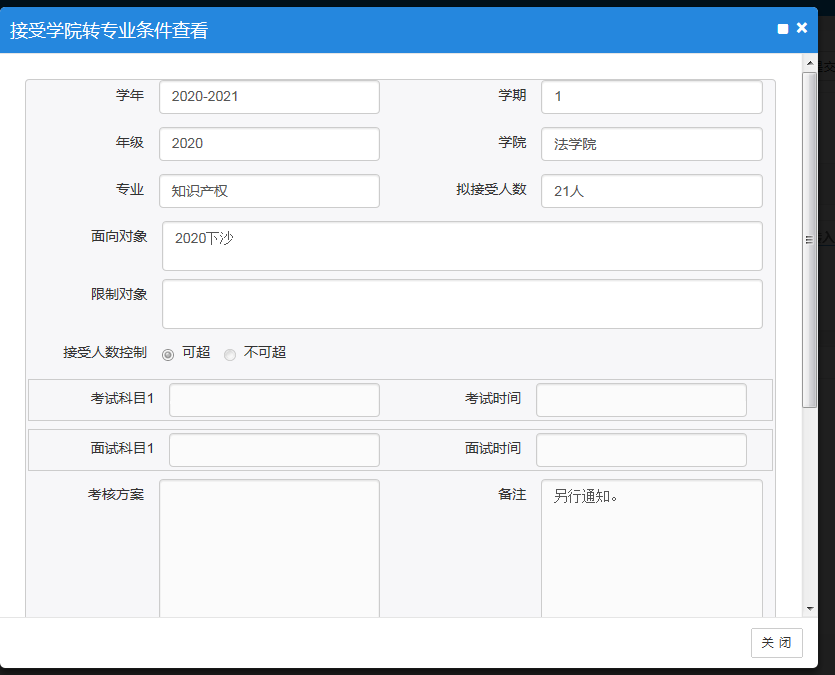 接受学院转专业条件查看
学年 2020-2021 学期 1
年级 2020 学院 法学院
专业 知识产权 拟接受人数 21人
面向对象 2020下沙
限制对象
接受人数控制 可超 不可超
考试科目1 考试时间
面试科目1 面试时间
考核方案 备注 另行通知。
关 闭